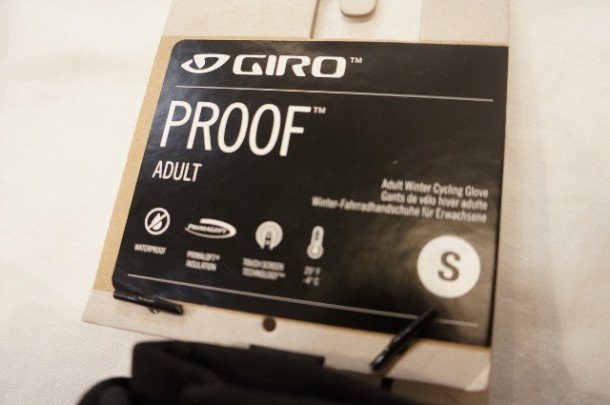 GIRO™
PROOF™
ADULT
Adult Winter Cycling Glove
Gants de vélo hiver adulte
Winter-Fahrradhandschuhe für Erwachsene
WATERPROOF
PRIMALOFT
PRIMALOFT®
INSULATION
TOUCH SCREEN
TECHNOLOGY™
25° F
-4° C
S